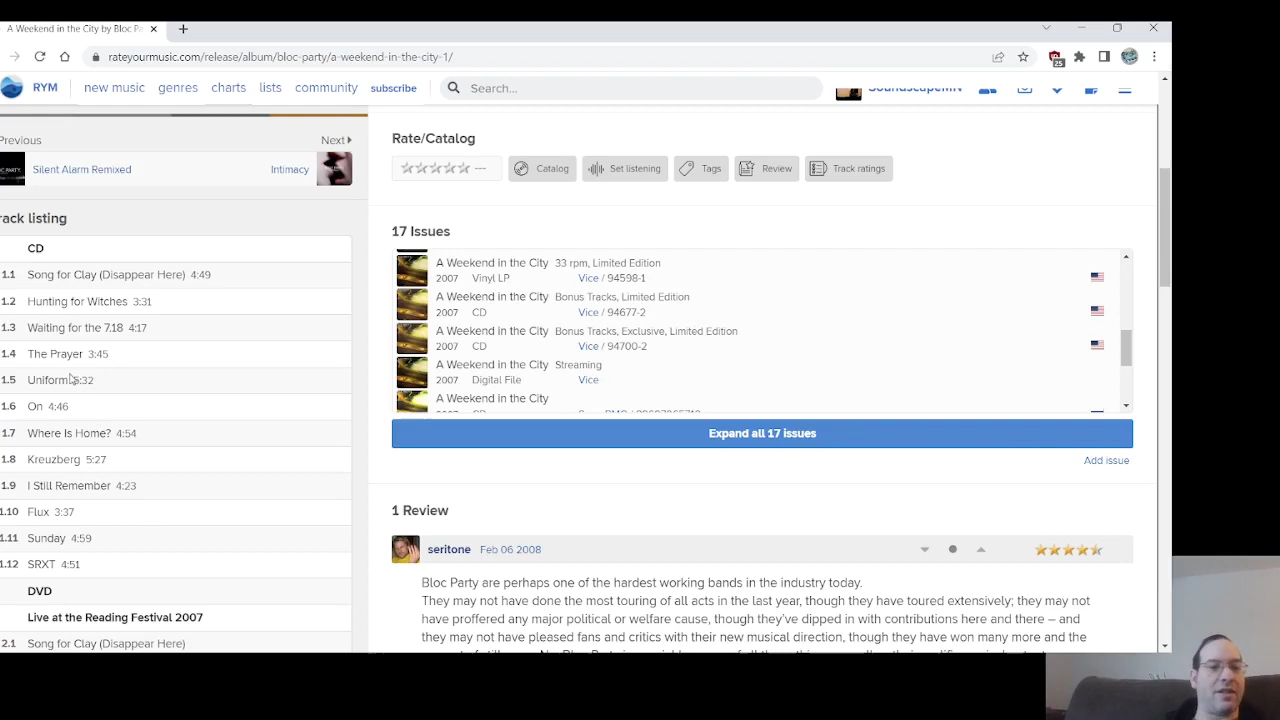 A Weekend in the City by Bloc Pa
rateyourmusic.com/release/album/bloc-party/a-weekend-in-the-city-1/
25
RYM new music genres charts lists community subscribe Search... SoundscapeMN
Previous Next
Silent Alarm Remixed Intimacy
rack listing
CD
1.1 Song for Clay (Disappear Here) 4:49
1.2 Hunting for Witches 3:31
1.3 Waiting for the 7.18 4:17
1.4 The Prayer 3:45
1.5 Uniform 5:32
1.6 On 4:46
1.7 Where Is Home? 4:54
1.8 Kreuzberg 5:27
1.9 I Still Remember 4:23
1.10 Flux 3:37
1.11 Sunday 4:59
1.12 SRXT 4:51
DVD
Live at the Reading Festival 2007
2.1 Song for Clay (Disappear Here)
Rate/Catalog
--- Catalog Set listening Tags Review Track ratings
17 Issues
A Weekend in the City 33 rpm, Limited Edition
2007 Vinyl LP Vice / 94598-1
A Weekend in the City Bonus Tracks, Limited Edition
2007 CD Vice / 94677-2
A Weekend in the City Bonus Tracks, Exclusive, Limited Edition
2007 CD Vice / 94700-2
A Weekend in the City Streaming
2007 Digital File Vice
A Weekend in the City
Expand all 17 issues
Add issue
1 Review
seritone Feb 06 2008
Bloc Party are perhaps one of the hardest working bands in the industry today.
They may not have done the most touring of all acts in the last year, though they have toured extensively; they may not
have proffered any major political or welfare cause, though they've dipped in with contributions here and there – and
they may not have pleased fans and critics with their new musical direction, though they have won many more and the